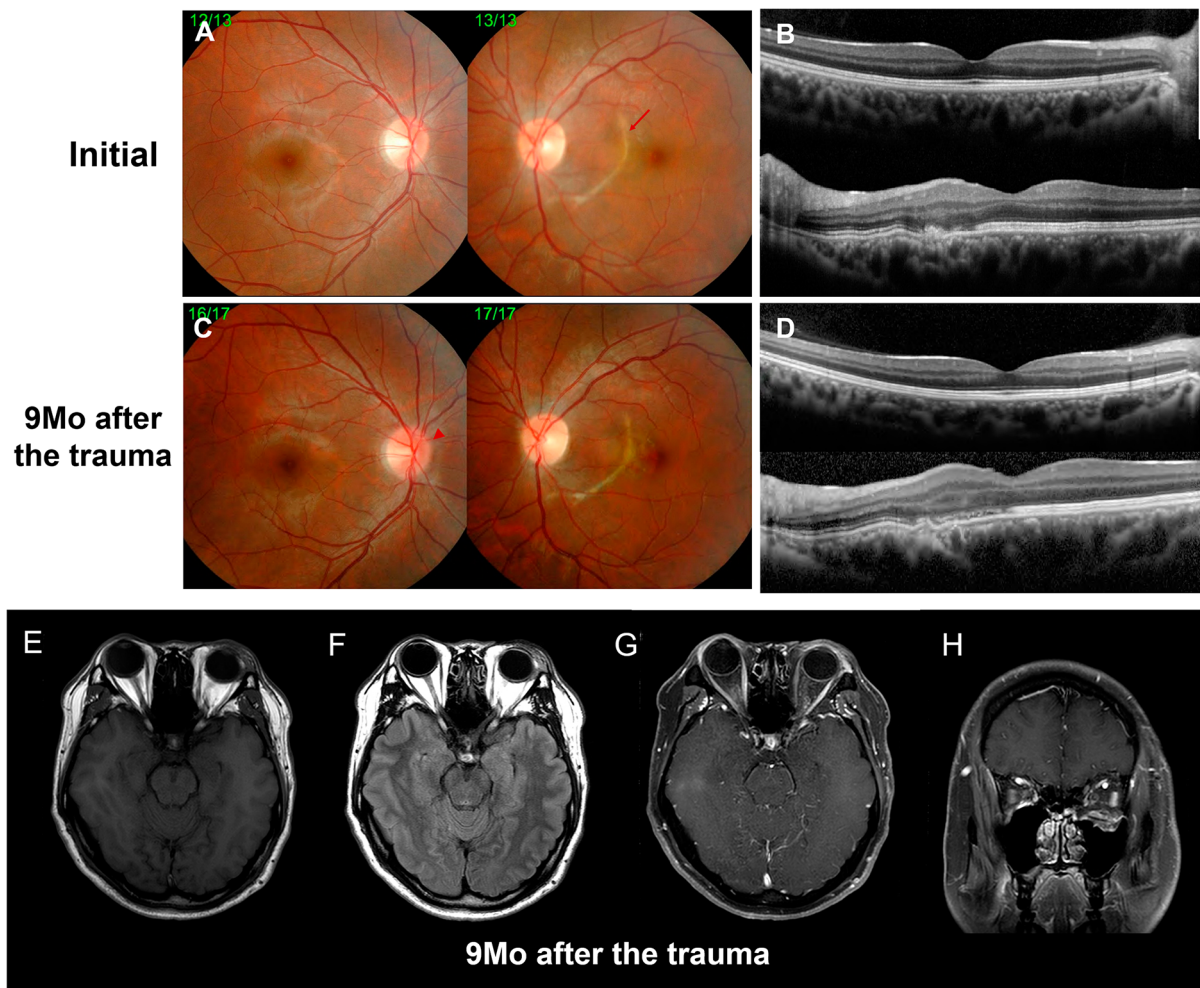 12/13
A
13/13
B
Initial
16/17
C
17/17
D
9Mo after
the trauma
E
F
G
H
9Mo after the trauma